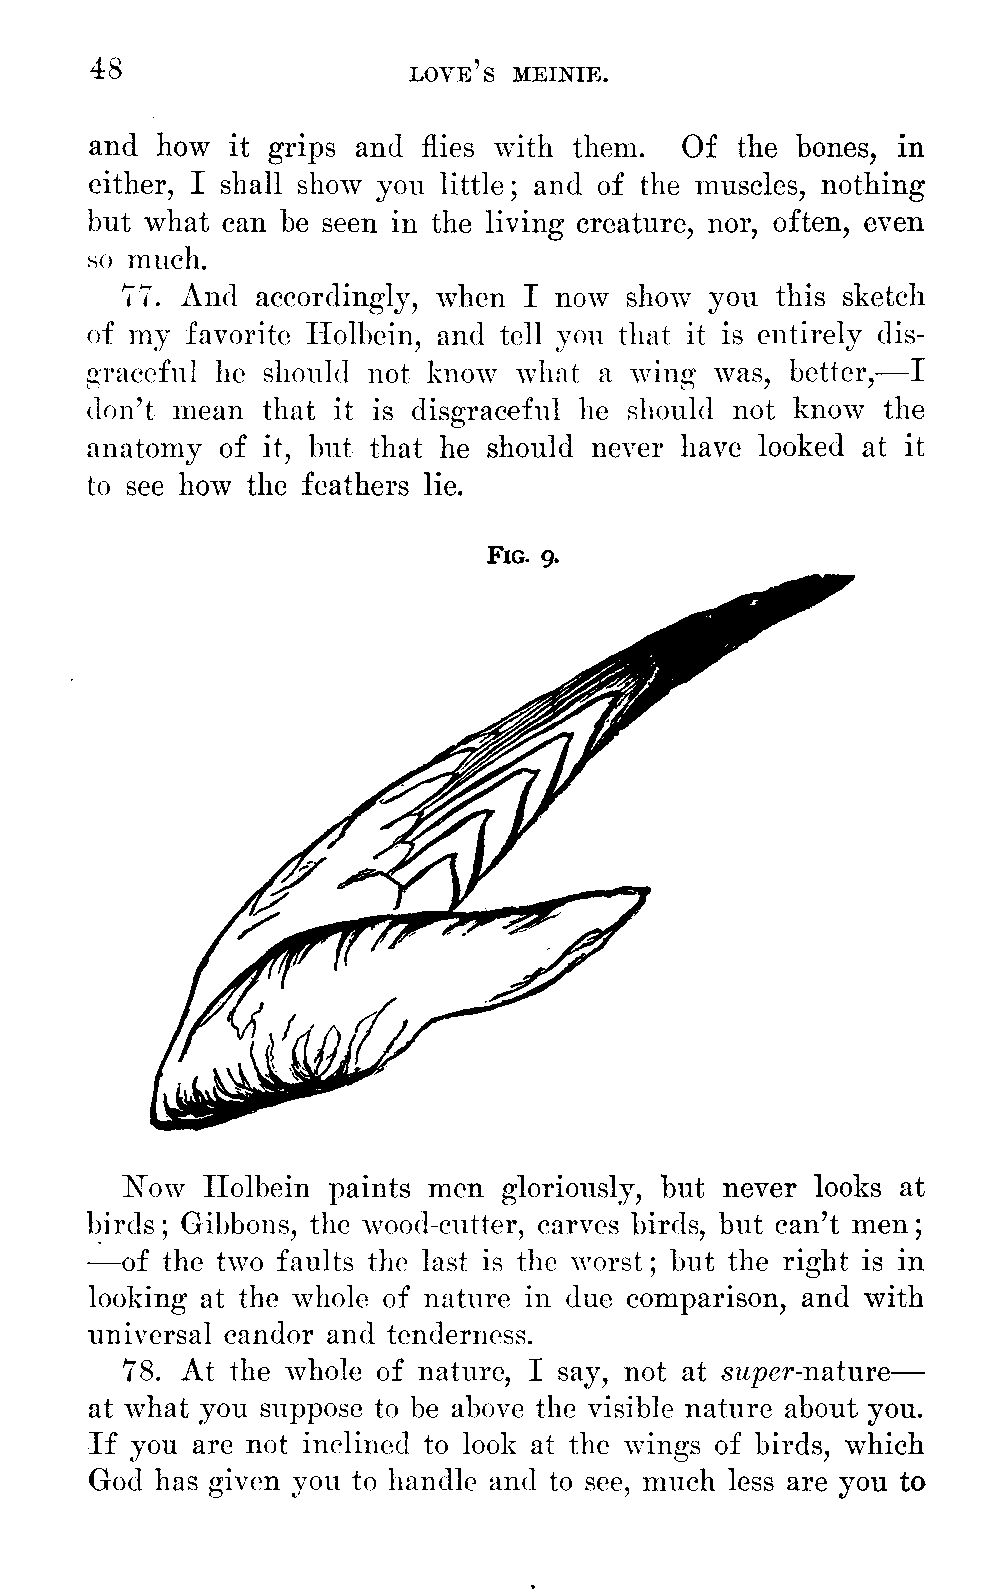 48
LOVE'S MEINIE.
and how it grips and flies with them. Of the bones, in
either, I shall show you little; and of the muscles, nothing
but what can be seen in the living creature, nor, often, even
so much.
77. And accordingly, when I now show you this sketch
of my favorite Holbein, and tell you that it is entirely dis-
graceful he should not know what a wing was, better,—I
don't mean that it is disgraceful he should not know the
anatomy of it, but that he should never have looked at it
to see how the feathers lie.
FIG. 9.
Now Holbein paints men gloriously, but never looks at
birds; Gibbons, the wood-cutter, carves birds, but can't men;
—of the two faults the last is the worst; but the right is in
looking at the whole of nature in due comparison, and with
universal candor and tenderness.
78. At the whole of nature, I say, not at super-nature—
at what you suppose to be above the visible nature about you.
If you are not inclined to look at the wings of birds, which
God has given you to handle and to see, much less are you to